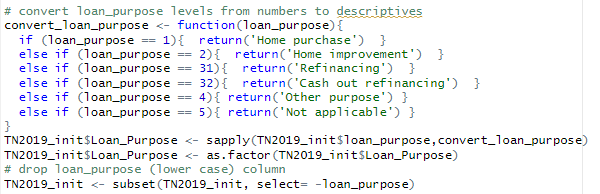 # convert loan_purpose levels from numbers to descriptives
convert_loan_purpose <- function(loan_purpose){
  if (loan_purpose == 1){  return('Home purchase')  }
  else if (loan_purpose == 2){  return('Home improvement')  }
  else if (loan_purpose == 31){  return('Refinancing')  }
  else if (loan_purpose == 32){  return('Cash out refinancing')  }
  else if (loan_purpose == 4){ return('Other purpose') }
  else if (loan_purpose == 5){ return('Not applicable') }
}
TN2019_init$Loan_Purpose <- sapply(TN2019_init$loan_purpose,convert_loan_purpose)
TN2019_init$Loan_Purpose <- as.factor(TN2019_init$Loan_Purpose)
# drop loan_purpose (lower case) column
TN2019_init <- subset(TN2019_init, select= -loan_purpose)